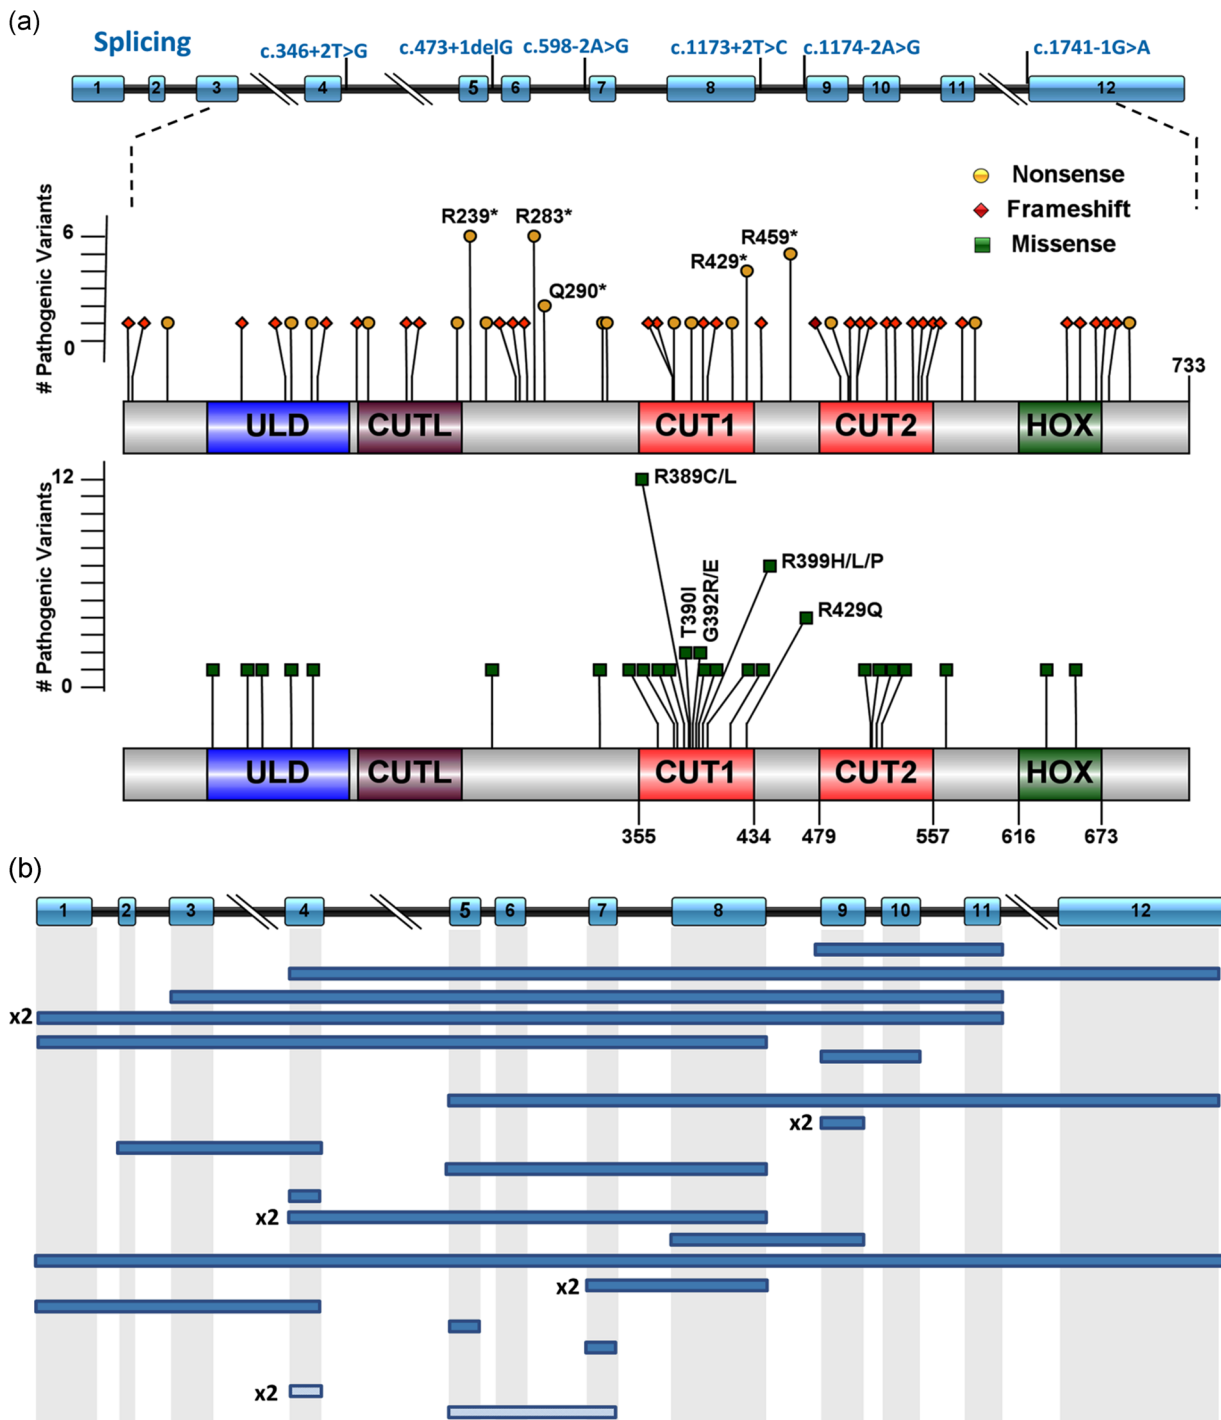 (a)
Splicing
c.346+2T>G
c.473+1delG
c.598-2A>G
c.1173+2T>C
c.1174-2A>G
c.1741-1G>A
1 2 3 4 5 6 7 8 9 10 11 12
Nonsense
Frameshift
Missense
# Pathogenic Variants
6
0
R239*
R283*
Q290*
R429*
R459*
733
ULD CUTL CUT1 CUT2 HOX
# Pathogenic Variants
12
0
R389C/L
T390I
G392R/E
R399H/L/P
R429Q
ULD CUTL CUT1 CUT2 HOX
355 434 479 557 616 673
(b)
1 2 3 4 5 6 7 8 9 10 11 12
x2
x2
x2
x2
x2